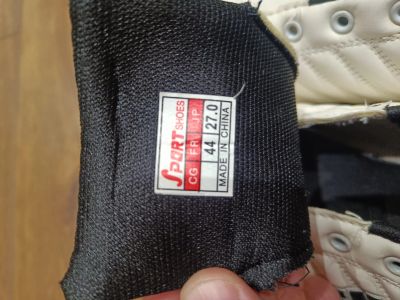 SPORT SHOES
CG FR JP
44 27.0
MADE IN CHINA